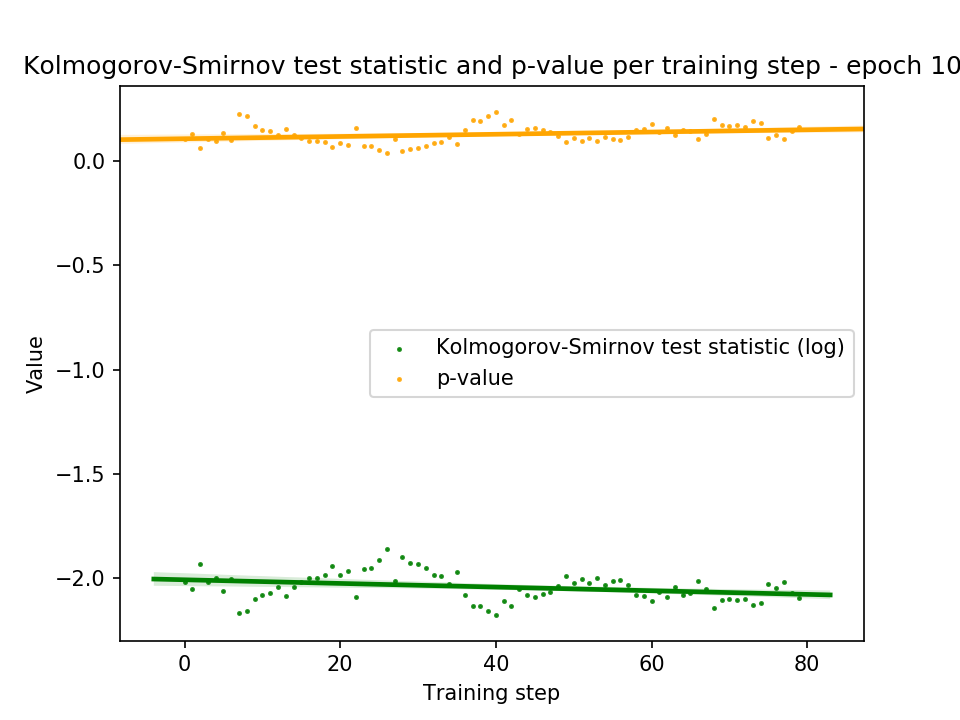 Kolmogorov-Smirnov test statistic and p-value per training step - epoch 10
0.0
−0.5
−1.0
−1.5
−2.0
Value
Kolmogorov-Smirnov test statistic (log)
p-value
0 20 40 60 80
Training step